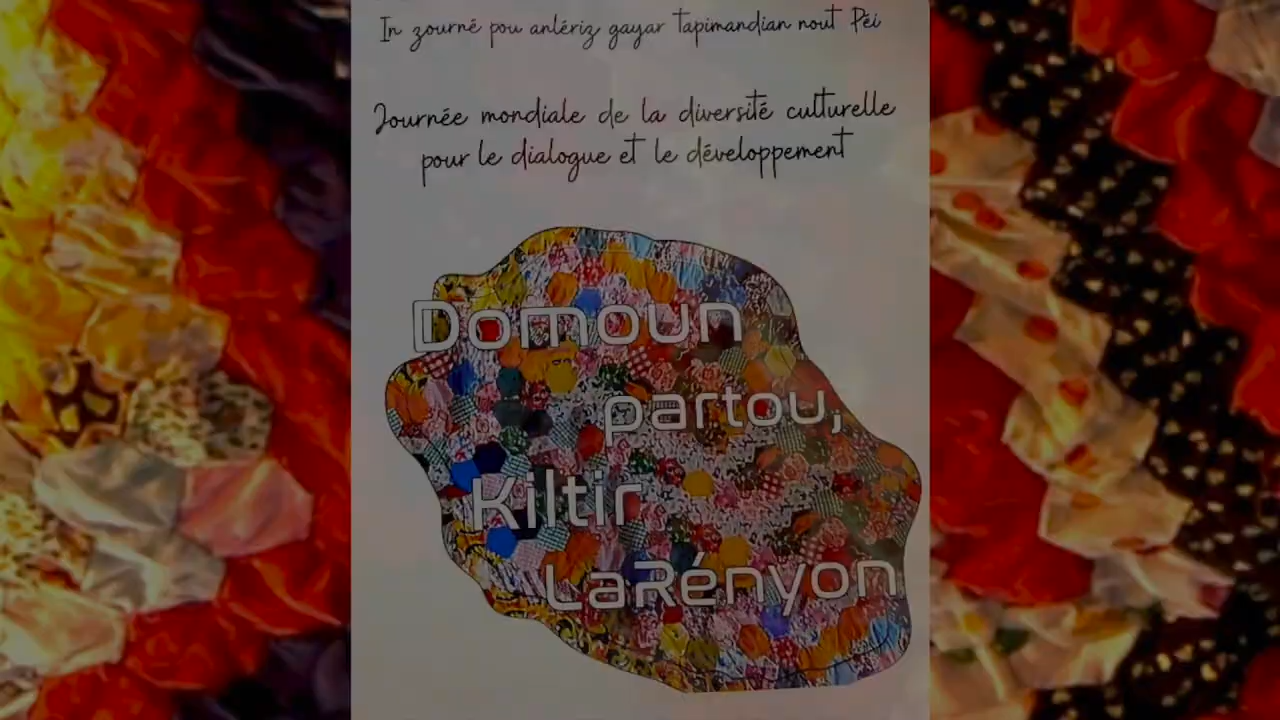 In zourné pou anlériz gayar tapimandian nout Péi
Journée mondiale de la diversité culturelle
pour le dialogue et le développement
Domoun
partou,
Kiltir
LaRényon